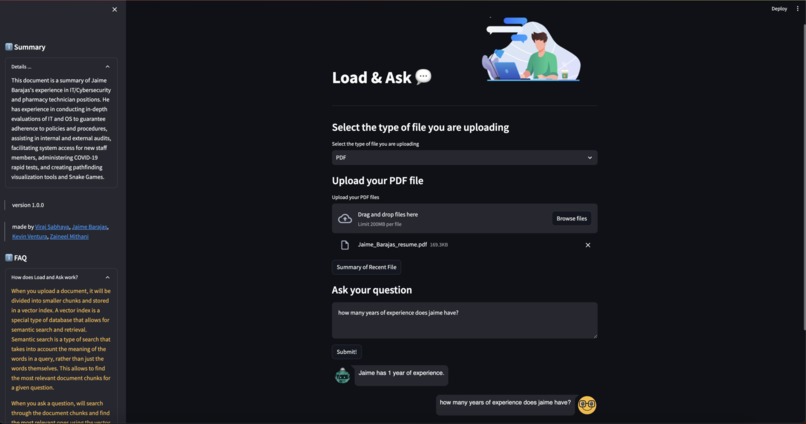 Deploy
Summary
Details ...
This document is a summary of Jaime
Barajas's experience in IT/Cybersecurity
and pharmacy technician positions. He
has experience in conducting in-depth
evaluations of IT and OS to guarantee
adherence to policies and procedures,
assisting in internal and external audits,
facilitating system access for new staff
members, administering COVID-19
rapid tests, and creating pathfinding
visualization tools and Snake Games.
version 1.0.0
made by Viraj Sabhaya, Jaime Barajas,
Kevin Ventura, Zaineel Mithani
FAQ
How does Load and Ask work?
When you upload a document, it will be
divided into smaller chunks and stored
in a vector index. A vector index is a
special type of database that allows for
semantic search and retrieval.
Semantic search is a type of search that
takes into account the meaning of the
words in a query, rather than just the
words themselves. This allows to find
the most relevant document chunks for
a given question.
When you ask a question, will search
through the document chunks and find
the most relevant ones using the vector
Load & Ask
Select the type of file you are uploading
Select the type of file you are uploading
PDF
Upload your PDF file
Upload your PDF files
Drag and drop files here
Limit 200MB per file
Browse files
Jaime_Barajas_resume.pdf 169.3KB
Summary of Recent File
Ask your question
how many years of experience does jaime have?
Submit!
Jaime has 1 year of experience.
how many years of experience does jaime have?